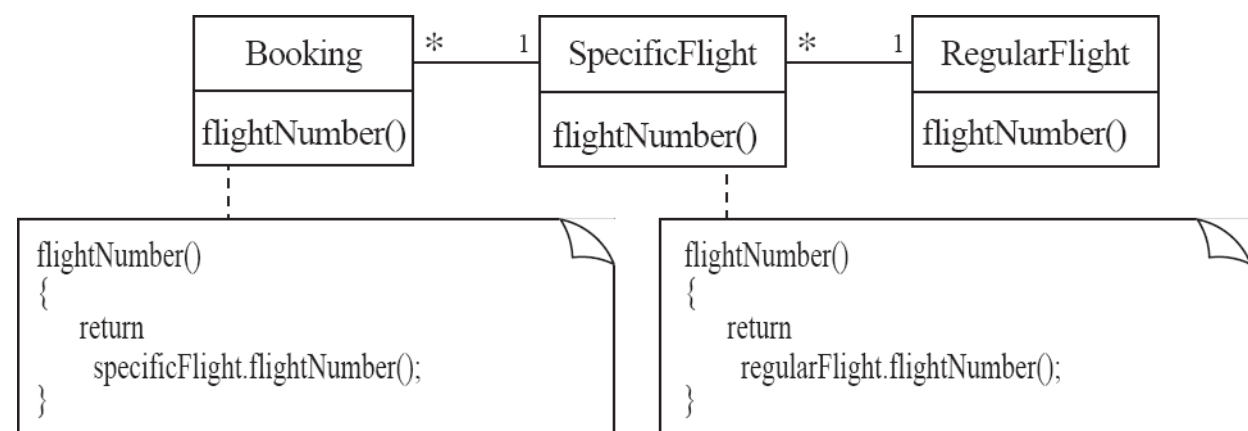 Booking * 1 SpecificFlight * 1 RegularFlight
flightNumber() flightNumber() flightNumber()
flightNumber()
{
return
specificFlight.flightNumber();
}
flightNumber()
{
return
regularFlight.flightNumber();
}